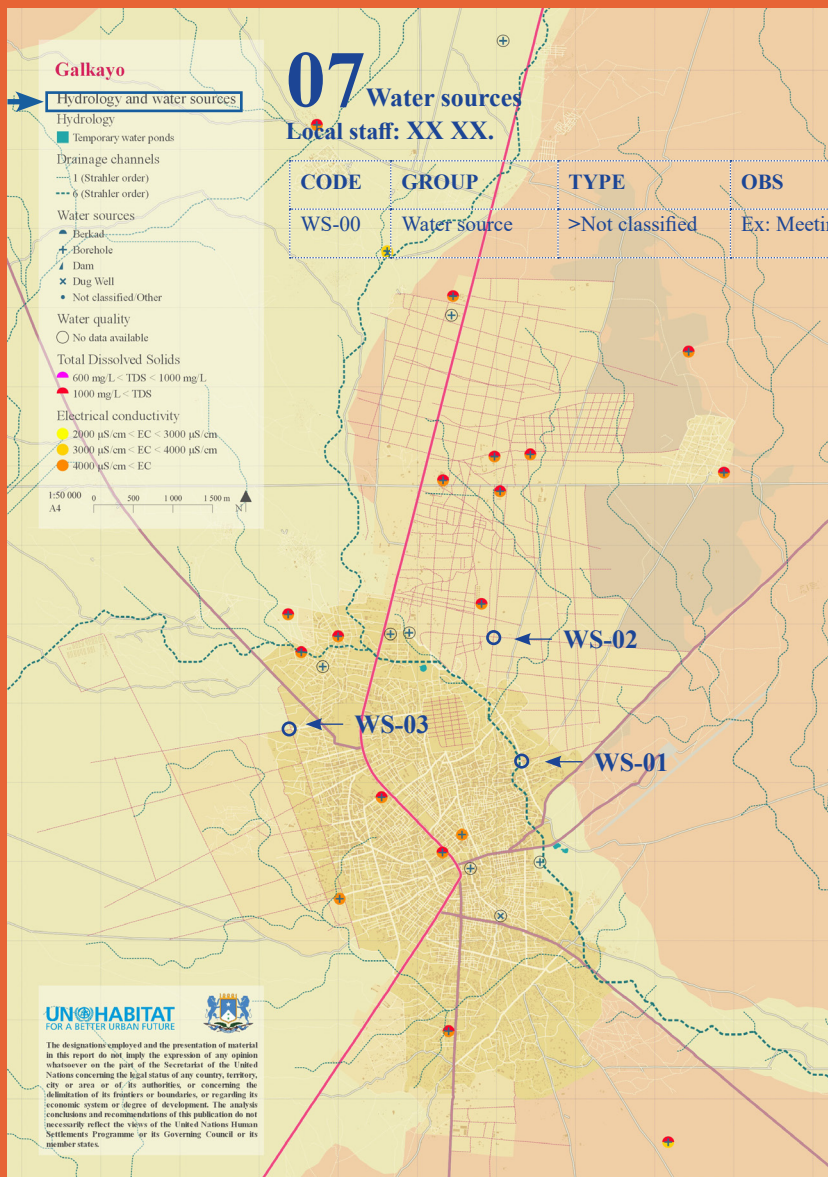 Galkayo
Hydrology and water sources
Hydrology
Temporary water ponds
Drainage channels
1 (Strahler order)
6 (Strahler order)
Water sources
Berkad
Borehole
Dam
Dug Well
Not classified/Other
Water quality
No data available
Total Dissolved Solids
600 mg/L < TDS < 1000 mg/L
1000 mg/L < TDS
Electrical conductivity
2000 µS/cm < EC < 3000 µS/cm
3000 µS/cm < EC < 4000 µS/cm
4000 µS/cm < EC
1:50 000 0 500 1 000 1 500 m
A4 N
07 Water sources
Local staff: XX XX.
CODE GROUP TYPE OBS
WS-00 Water source >Not classified Ex: Meetin
WS-02
WS-03
WS-01
UN HABITAT
FOR A BETTER URBAN FUTURE
The designations employed and the presentation of material
in this report do not imply the expression of any opinion
whatsoever on the part of the Secretariat of the United
Nations concerning the legal status of any country, territory,
city or area or of its authorities, or concerning the
delimitation of its frontiers or boundaries, or regarding its
economic system or degree of development. The analysis
conclusions and recommendations of this publication do not
necessarily reflect the views of the United Nations Human
Settlements Programme or its Governing Council or its
member states.